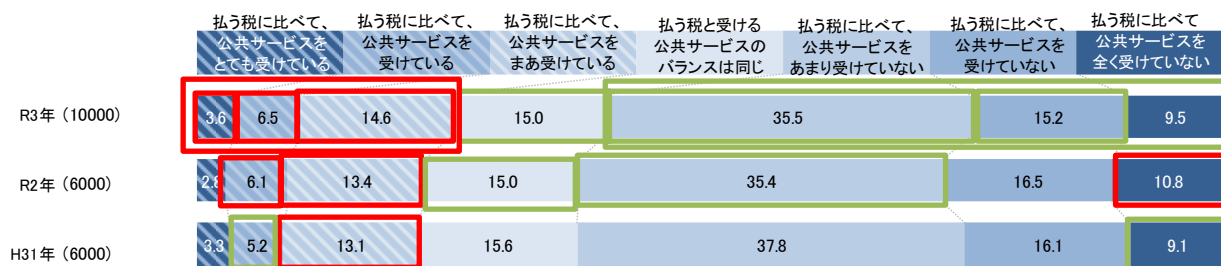 払う税に比べて、
公共サービスを
とても受けている
払う税に比べて、
公共サービスを
受けている
払う税に比べて、
公共サービスを
まあ受けている
払う税と受ける
公共サービスの
バランスは同じ
払う税に比べて、
公共サービスを
あまり受けていない
払う税に比べて、
公共サービスを
受けていない
払う税に比べて
公共サービスを
全く受けていない
R3年 (10000)
3.6
6.5
14.6
15.0
35.5
15.2
9.5
R2年 (6000)
2.8
6.1
13.4
15.0
35.4
16.5
10.8
H31年 (6000)
3.3
5.2
13.1
15.6
37.8
16.1
9.1